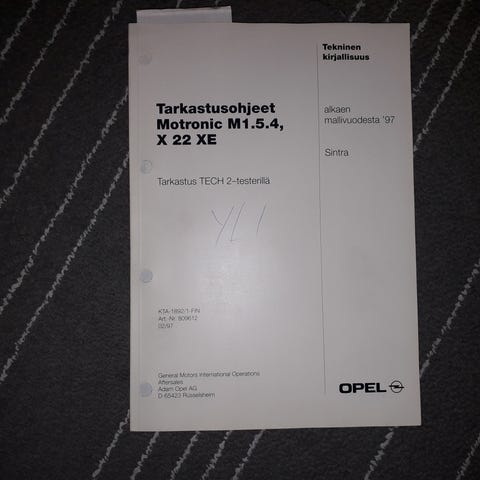 Tekninen
kirjallisuus
Tarkastusohjeet
Motronic M1.5.4,
X 22 XE
alkaen
mallivuodesta '97
Sintra
Tarkastus TECH 2–testerillä
KTA-1892/1-FIN
Art.-Nr. 809612
02/97
General Motors International Operations
Aftersales
Adam Opel AG
D-65423 Rüsselsheim
OPEL